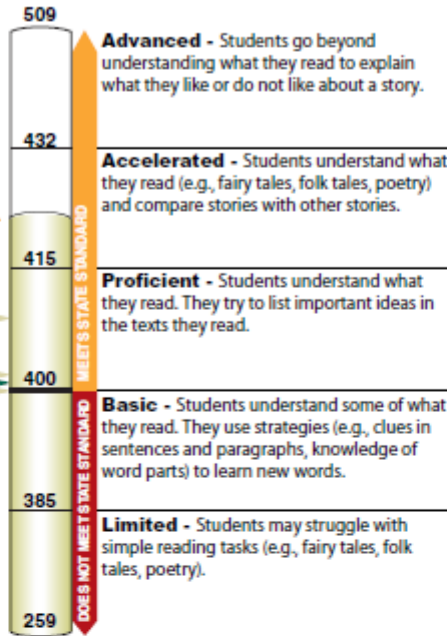 509
Advanced - Students go beyond
understanding what they read to explain
what they like or do not like about a story.
432
Accelerated - Students understand what
they read (e.g., fairy tales, folk tales, poetry)
and compare stories with other stories.
415
Proficient - Students understand what
they read. They try to list important ideas in
the texts they read.
MEETS STATE STANDARD
400
Basic - Students understand some of what
they read. They use strategies (e.g., clues in
sentences and paragraphs, knowledge of
word parts) to learn new words.
385
Limited - Students may struggle with
simple reading tasks (e.g., fairy tales, folk
tales, poetry).
DOES NOT MEET STATE STANDARD
259